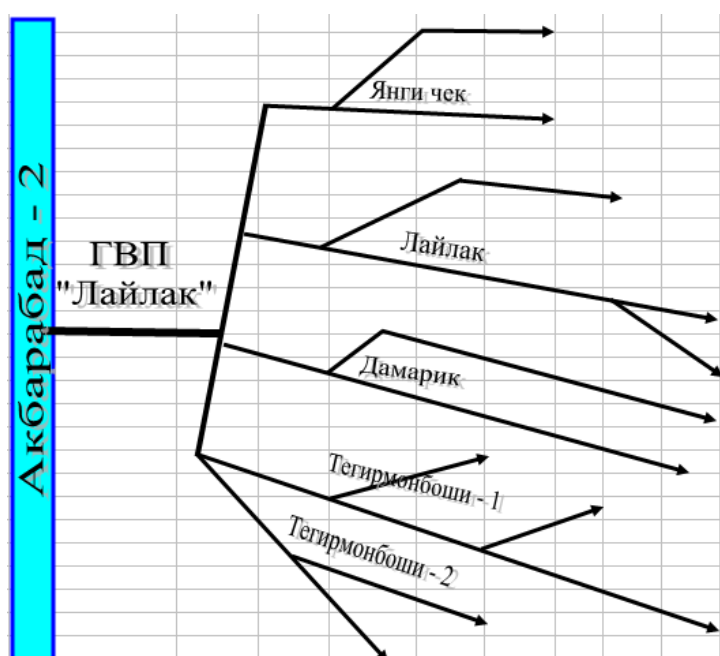 Акбарабад - 2
ГВП
"Лайлак"
Янги чек
Лайлак
Дамарик
Тегирмонбоши - 1
Тегирмонбоши - 2